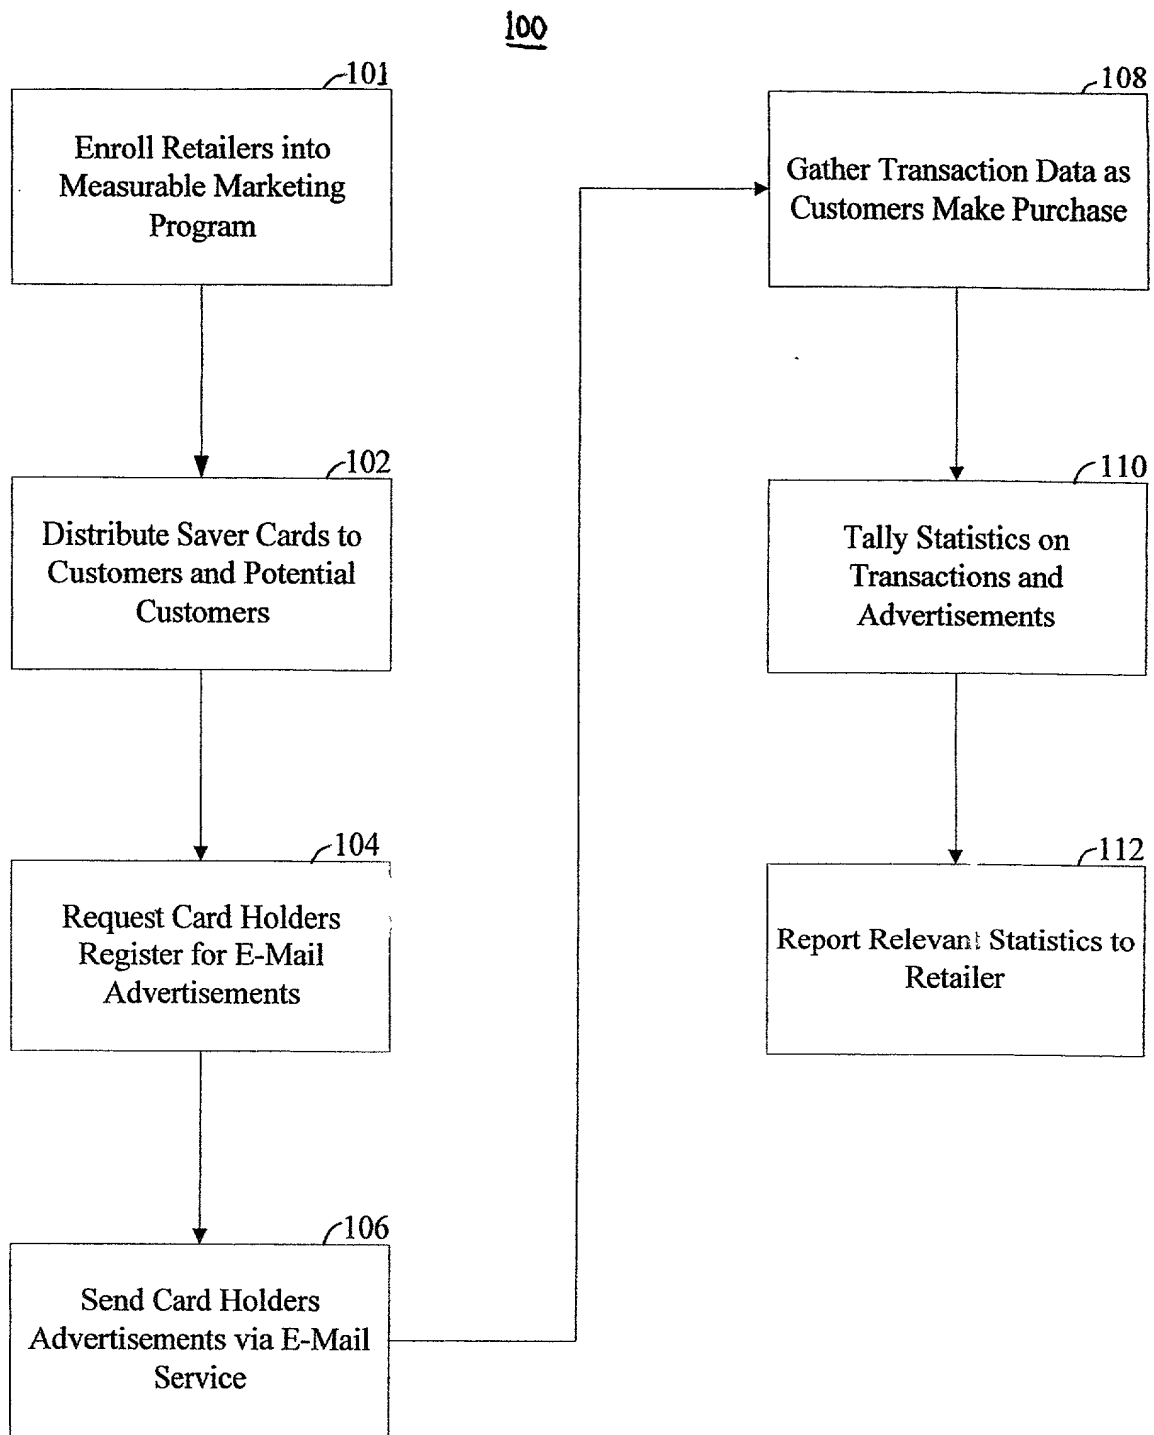 100
101
Enroll Retailers into
Measurable Marketing
Program
102
Distribute Saver Cards to
Customers and Potential
Customers
104
Request Card Holders
Register for E-Mail
Advertisements
106
Send Card Holders
Advertisements via E-Mail
Service
108
Gather Transaction Data as
Customers Make Purchase
110
Tally Statistics on
Transactions and
Advertisements
112
Report Relevant Statistics to
Retailer